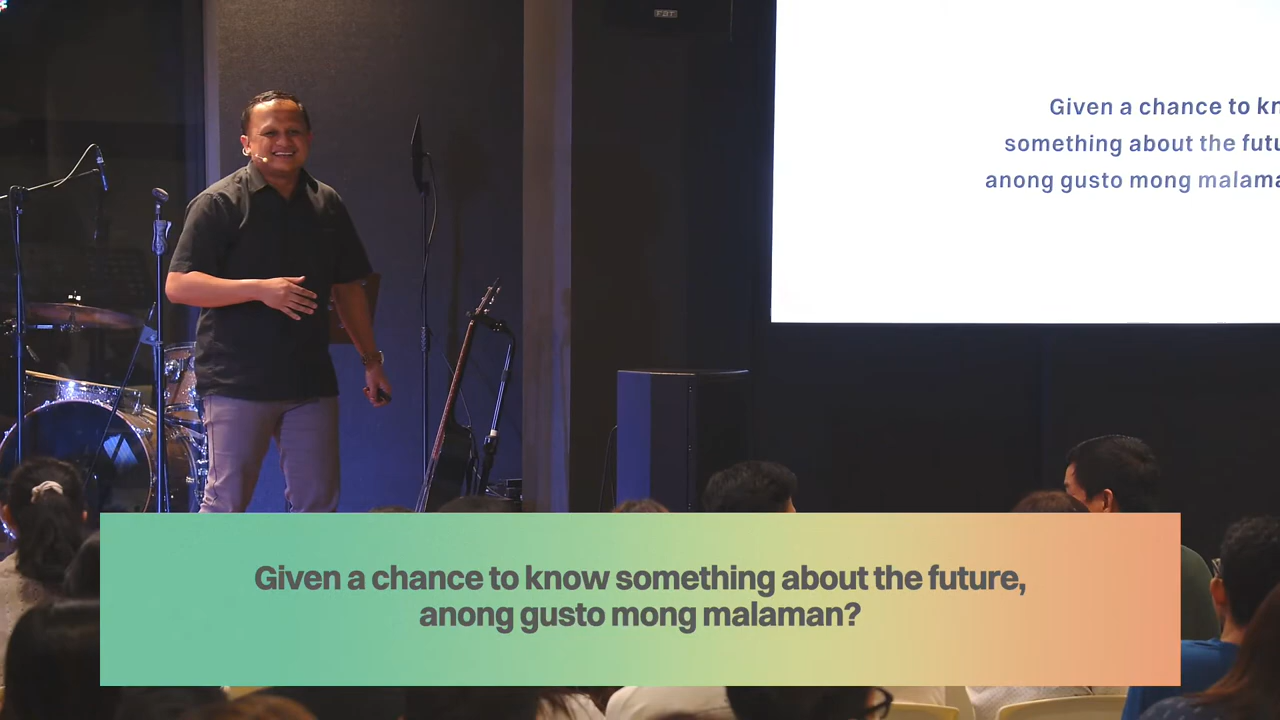 Given a chance to
something about the
anong gusto mong
Given a chance to know something about the future,
anong gusto mong malaman?